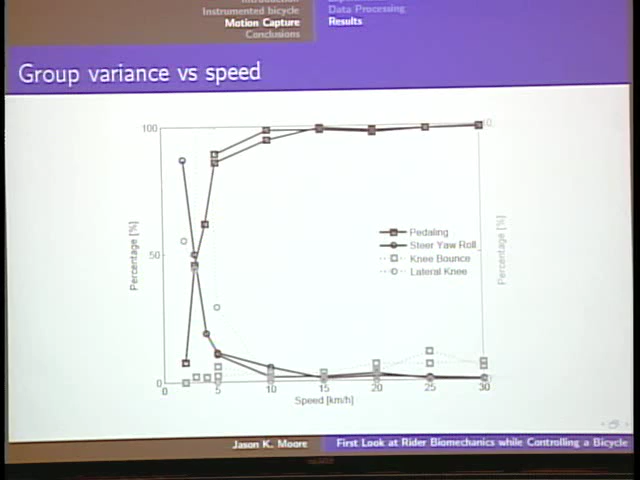 Introduction
Instrumented bicycle
Motion Capture
Conclusions
Data Processing
Results
Group variance vs speed
100
50
0
Percentage [%]
Percentage [%]
Pedaling
Steer Yaw Roll
Knee Bounce
Lateral Knee
0 5 10 15 20 25 30
Speed [km/h]
Jason K. Moore
First Look at Rider Biomechanics while Controlling a Bicycle